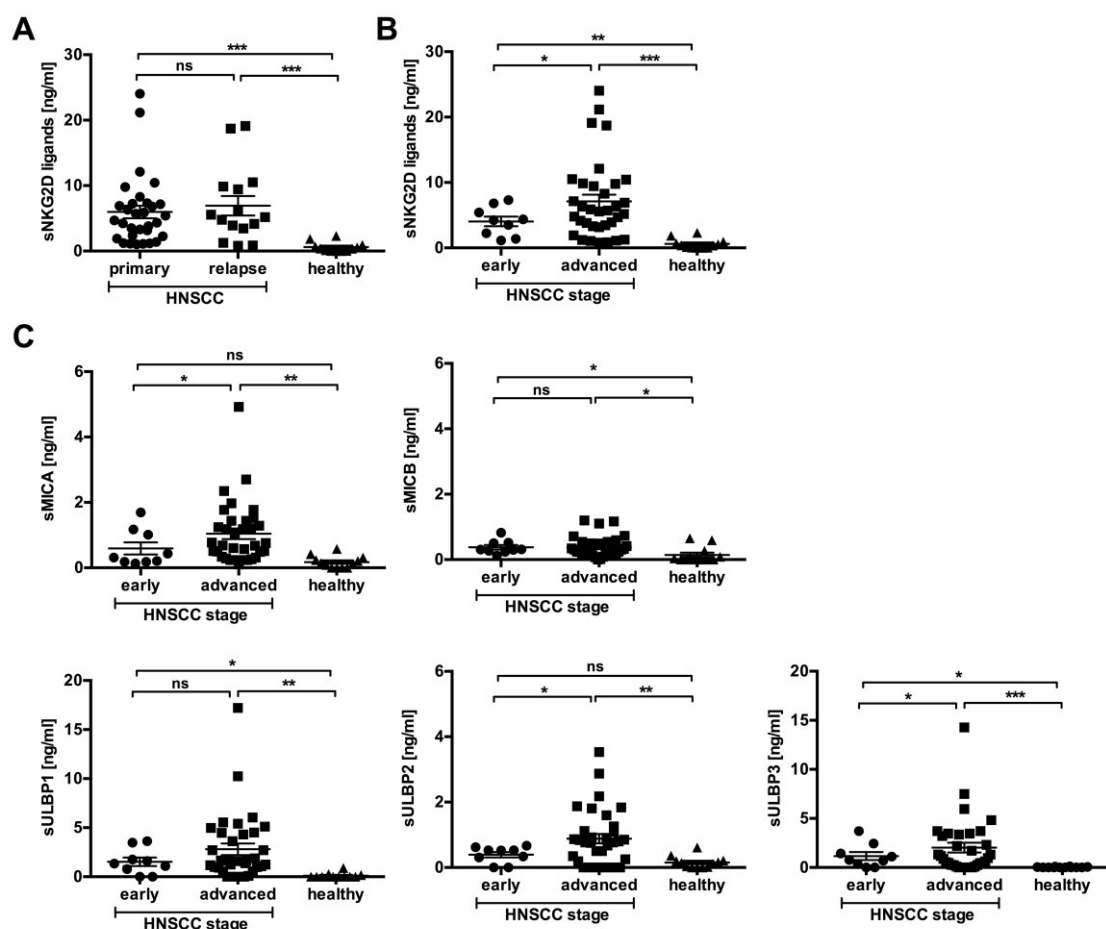 A
sNKG2D ligands [ng/ml]
30
20
10
0
***
ns
***
primary
relapse
healthy
HNSCC
B
sNKG2D ligands [ng/ml]
30
20
10
0
**
*
***
early
advanced
healthy
HNSCC stage
C
sMICA [ng/ml]
6
4
2
0
ns
*
**
early
advanced
healthy
HNSCC stage
sMICB [ng/ml]
6
4
2
0
*
ns
*
early
advanced
healthy
HNSCC stage
sULBP1 [ng/ml]
20
15
10
5
0
*
ns
**
early
advanced
healthy
HNSCC stage
sULBP2 [ng/ml]
6
4
2
0
ns
*
**
early
advanced
healthy
HNSCC stage
sULBP3 [ng/ml]
20
15
10
5
0
*
*
***
early
advanced
healthy
HNSCC stage